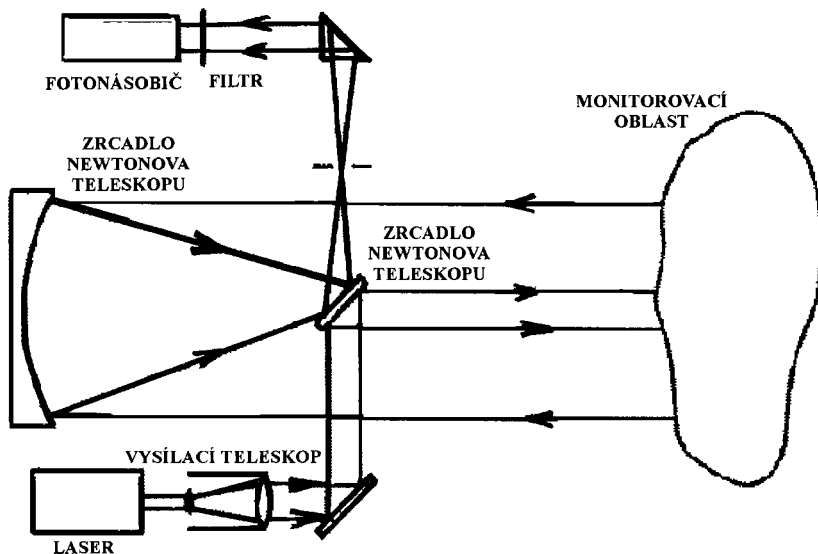 FOTONÁSOBIČ
FILTR
MONITOROVACÍ
OBLAST
ZRCADLO
NEWTONOVA
TELESKOPU
ZRCADLO
NEWTONOVA
TELESKOPU
VYSÍLACÍ TELESKOP
LASER